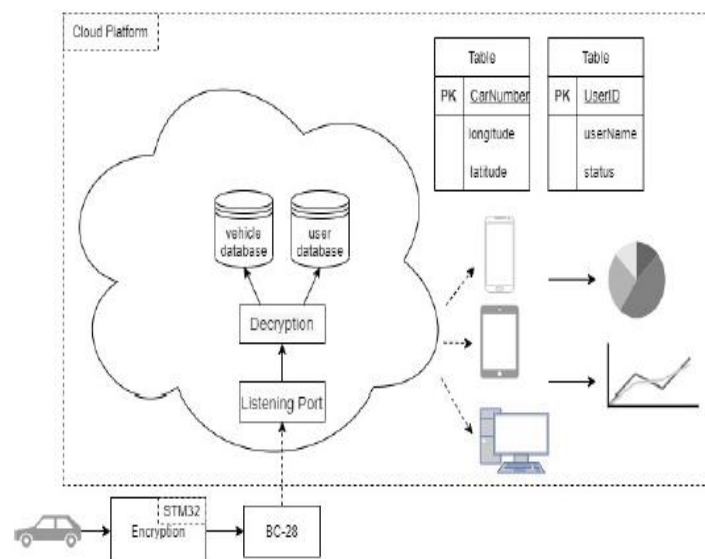 Cloud Platform
Table
PK CarNumber
longitude
latitude
Table
PK UserID
userName
status
vehicle
database
user
database
Decryption
Listening Port
STM32
Encryption
BC-28